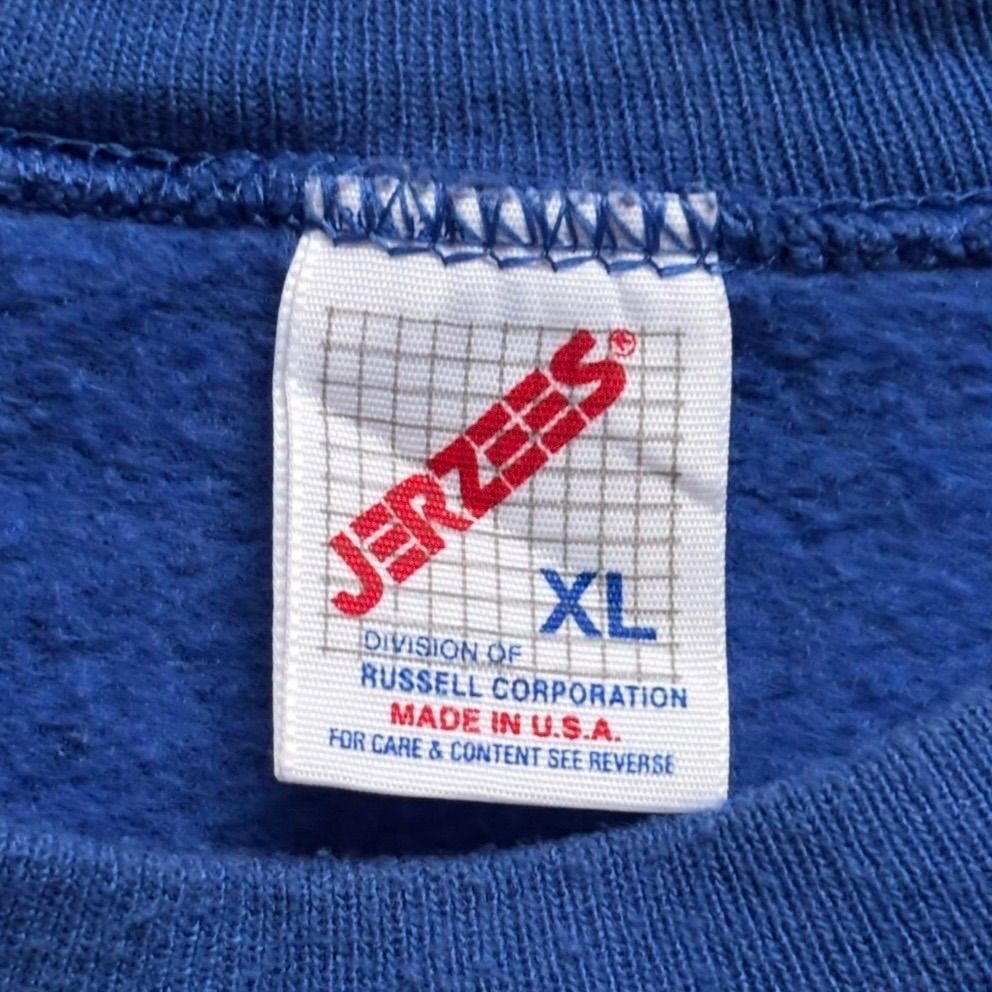 JERZEES®
XL
DIVISION OF
RUSSELL CORPORATION
MADE IN U.S.A.
FOR CARE & CONTENT SEE REVERSE